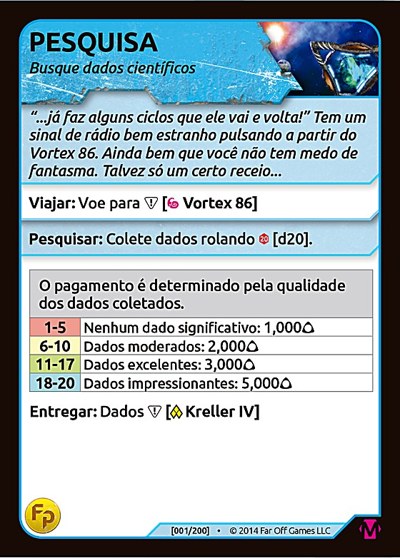 PESQUISA
Busque dados científicos
“...já faz alguns ciclos que ele vai e volta!” Tem um
sinal de rádio bem estranho pulsando a partir do
Vortex 86. Ainda bem que você não tem medo de
fantasma. Talvez só um certo receio...
Viajar: Voe para [ Vortex 86]
Pesquisar: Colete dados rolando 20 [d20].
O pagamento é determinado pela qualidade
dos dados coletados.
1-5 Nenhum dado significativo: 1,000
6-10 Dados moderados: 2,000
11-17 Dados excelentes: 3,000
18-20 Dados impressionantes: 5,000
Entregar: Dados [ Kreller IV]
FP
[001/200] • © 2014 Far Off Games LLC